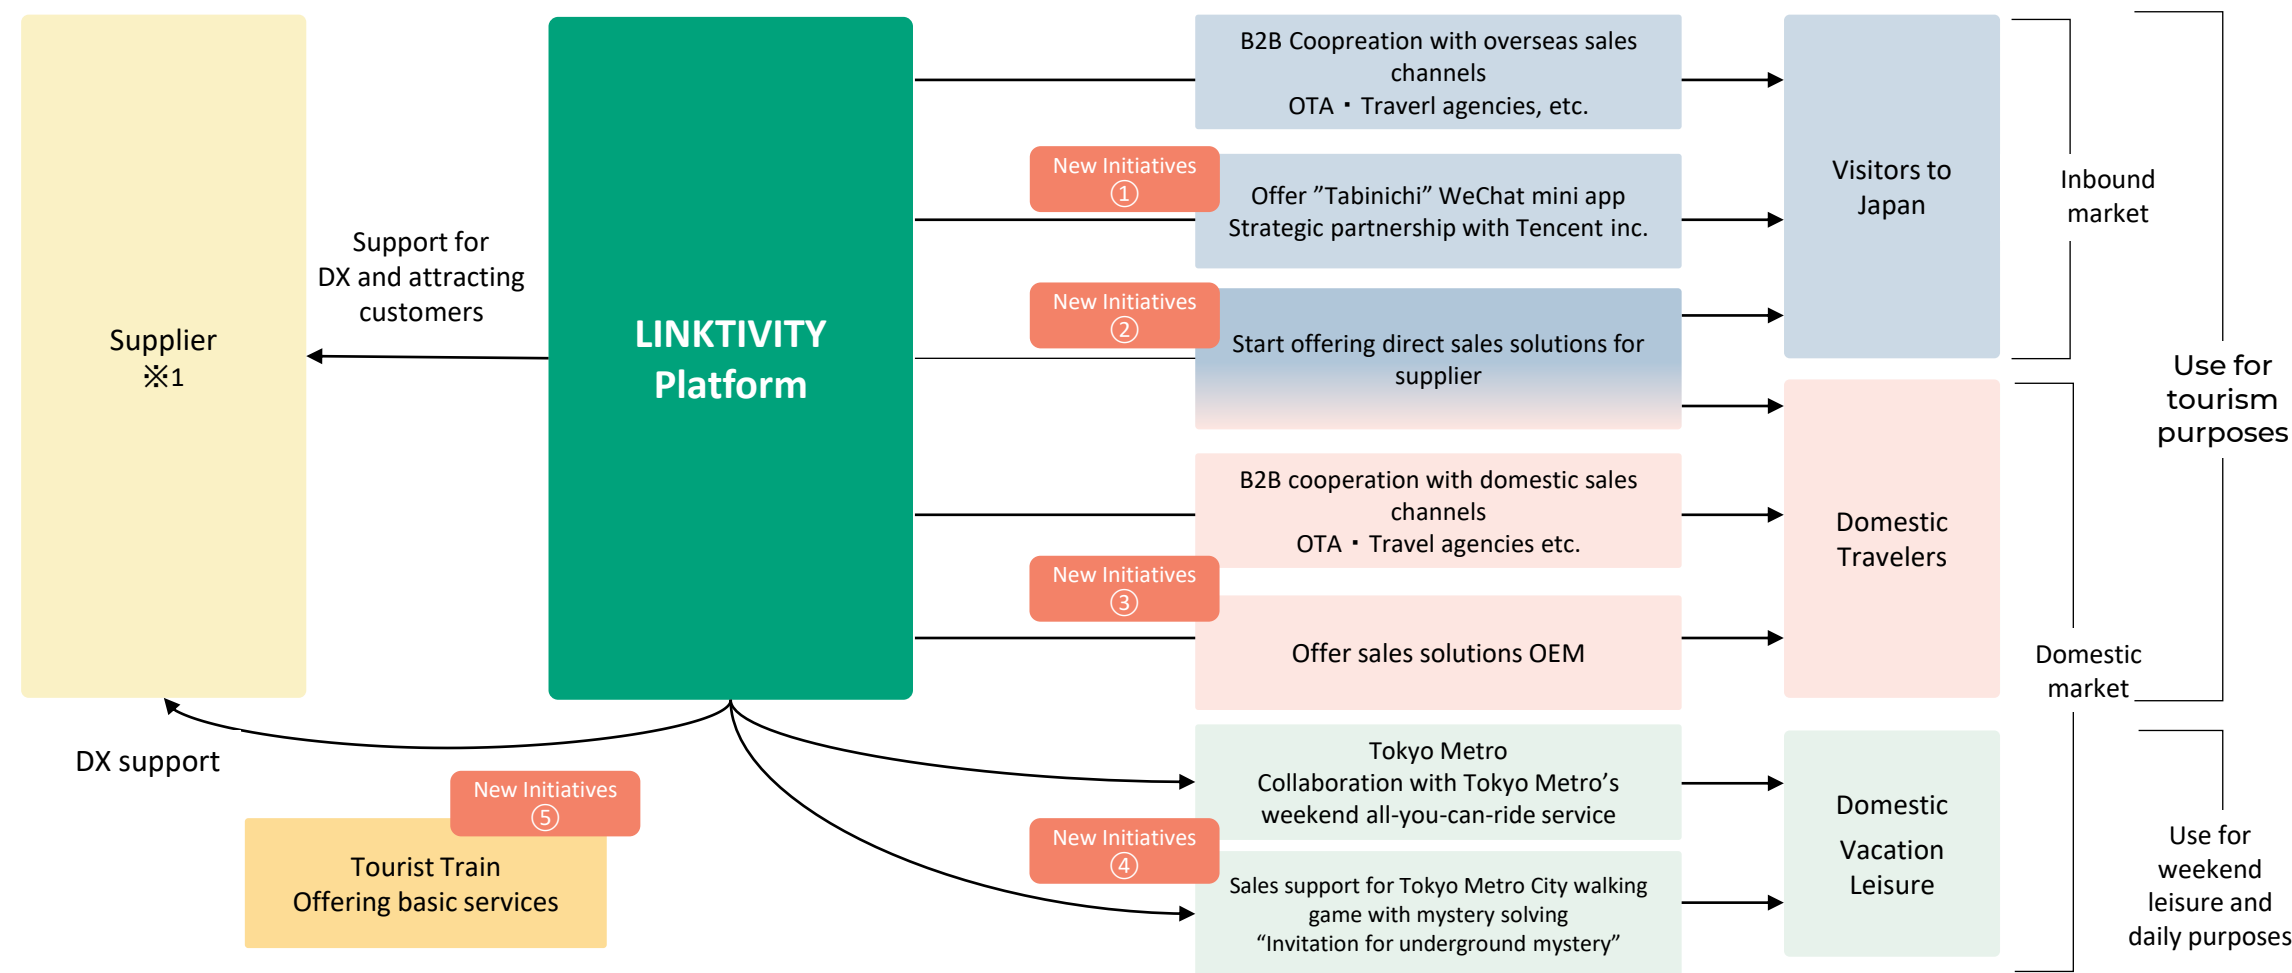 Supplier
※1
Support for
DX and attracting
customers
LINKTIVITY
Platform
DX support
New Initiatives
⑤
Tourist Train
Offering basic services
B2B Coopreation with overseas sales
channels
OTA・Traverl agencies, etc.
New Initiatives
①
Offer ”Tabinichi” WeChat mini app
Strategic partnership with Tencent inc.
New Initiatives
②
Start offering direct sales solutions for
supplier
B2B cooperation with domestic sales
channels
OTA・Travel agencies etc.
New Initiatives
③
Offer sales solutions OEM
Tokyo Metro
Collaboration with Tokyo Metro’s
weekend all-you-can-ride service
New Initiatives
④
Sales support for Tokyo Metro City walking
game with mystery solving
“Invitation for underground mystery”
Visitors to
Japan
Domestic
Travelers
Domestic
Vacation
Leisure
Inbound
market
Domestic
market
Use for
tourism
purposes
Use for
weekend
leisure and
daily purposes